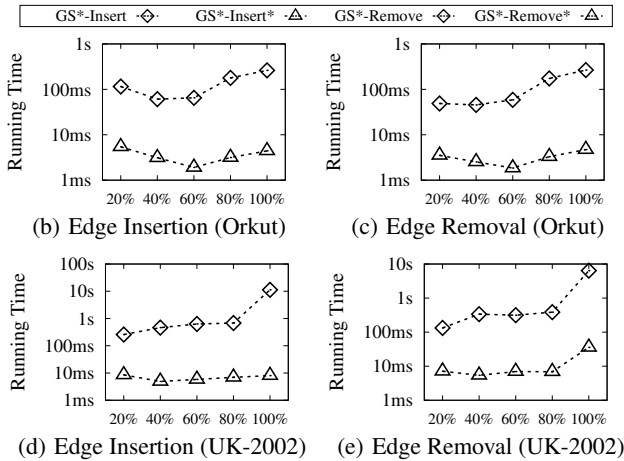 GS*-Insert GS*-Insert* GS*-Remove GS*-Remove*
Running Time
1s
100ms
10ms
1ms
20% 40% 60% 80% 100%
(b) Edge Insertion (Orkut)
Running Time
1s
100ms
10ms
1ms
20% 40% 60% 80% 100%
(c) Edge Removal (Orkut)
Running Time
100s
10s
1s
100ms
10ms
1ms
20% 40% 60% 80% 100%
(d) Edge Insertion (UK-2002)
Running Time
10s
1s
100ms
10ms
1ms
20% 40% 60% 80% 100%
(e) Edge Removal (UK-2002)